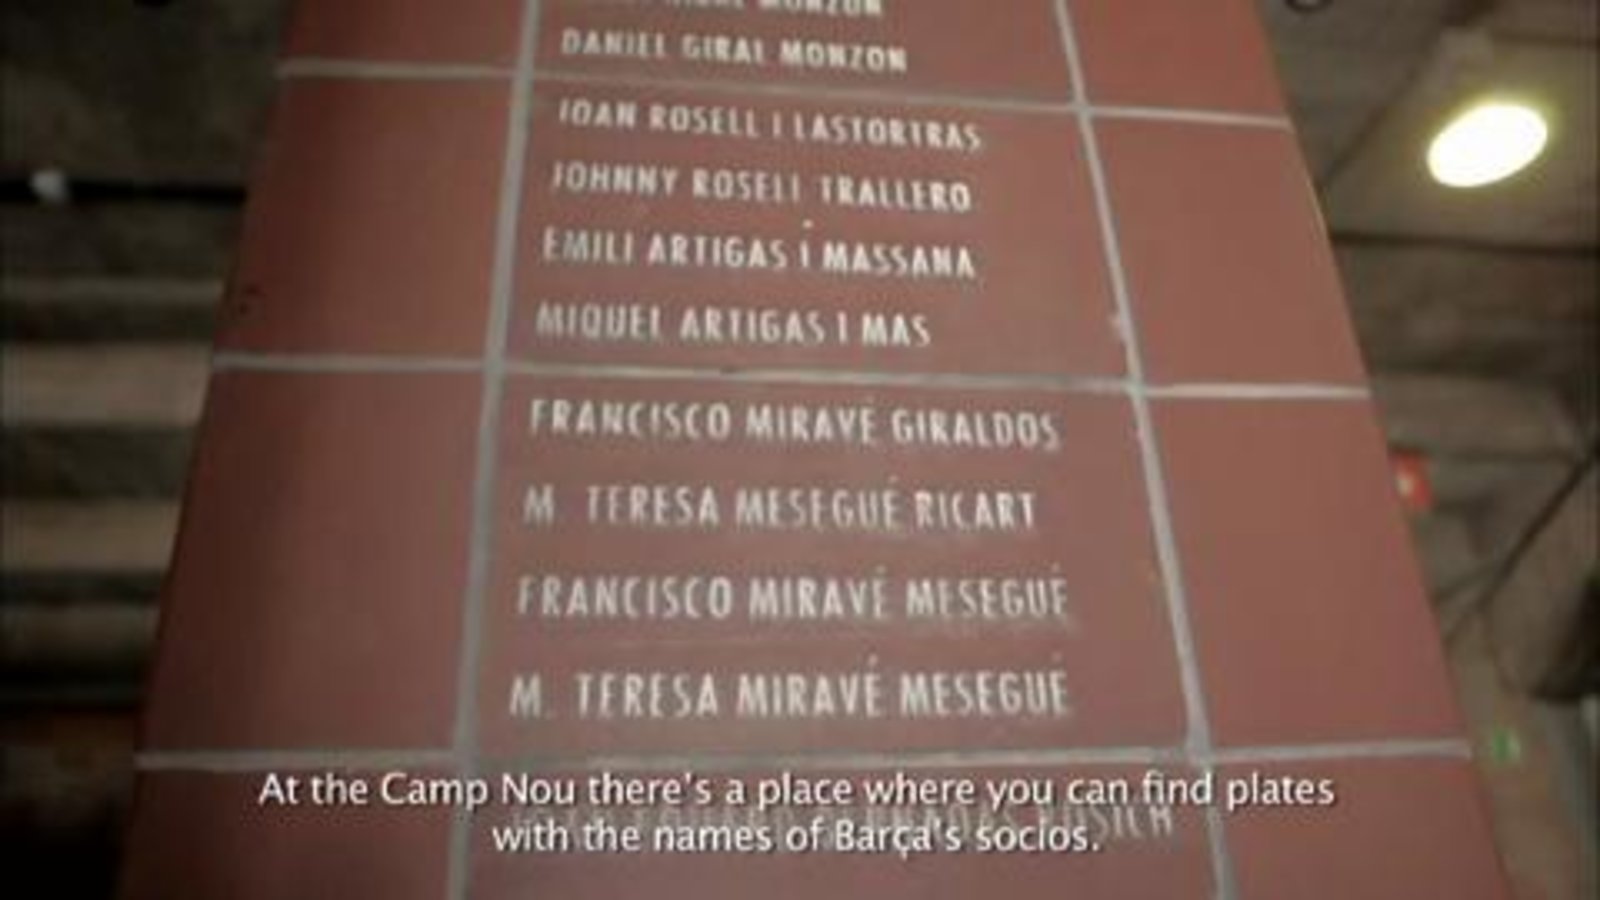 MONZON
DANIEL GIRAL MONZON
JOAN ROSELL I LASTORTRAS
JOHNNY ROSELL TRALLERO
EMILI ARTIGAS i MASSANA
MIQUEL ARTIGAS I MAS
FRANCISCO MIRAVÉ GIRALDOS
M. TERESA MESEGUÉ RICART
FRANCISCO MIRAVÉ MESEGUÉ
M. TERESA MIRAVÉ MESEGUÉ
At the Camp Nou there's a place where you can find plates
with the names of Barça's socios.